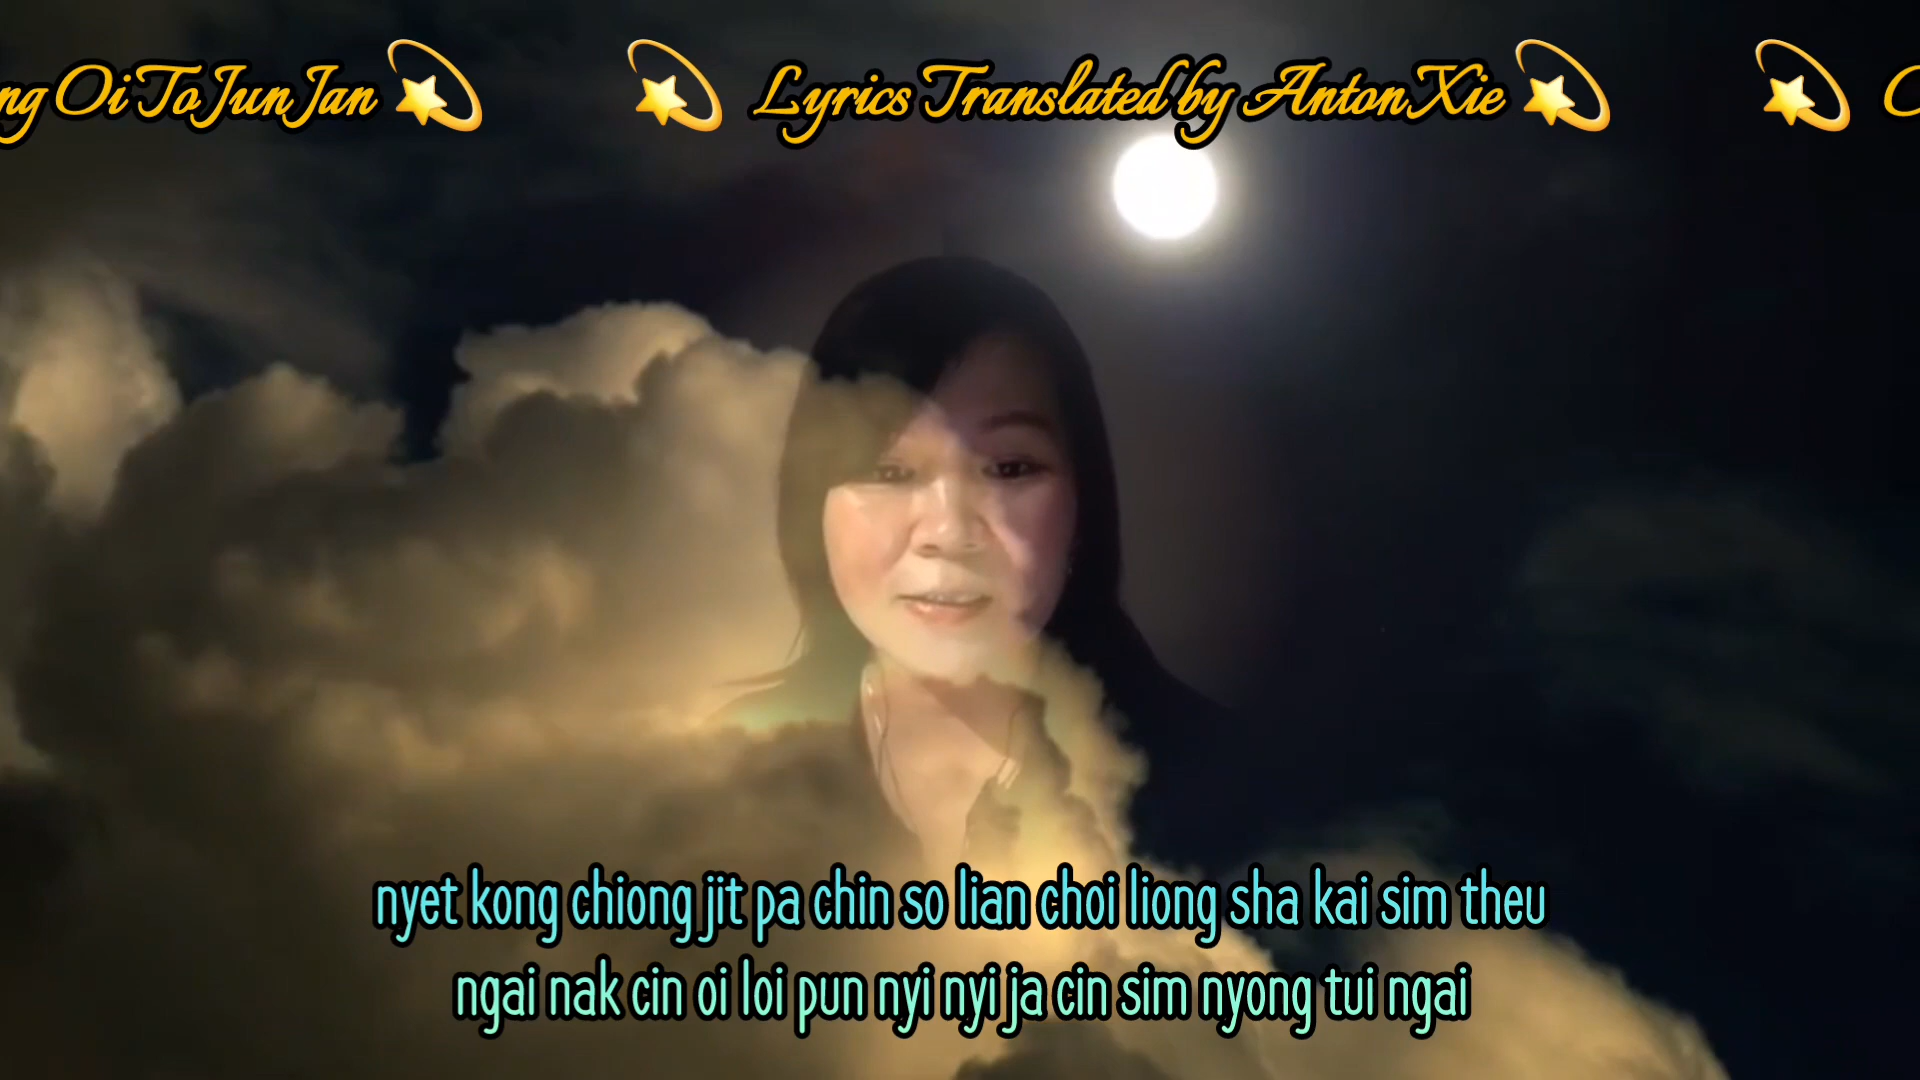 ng Oi To Jun Jan 💫 💫 Lyrics Translated by Anton Xie 💫 💫
nyet kong chiong jit pa chin so lian choi liong sha kai sim theu
ngai nak cin oi loi pun nyi nyi ja cin sim nyong tui ngai